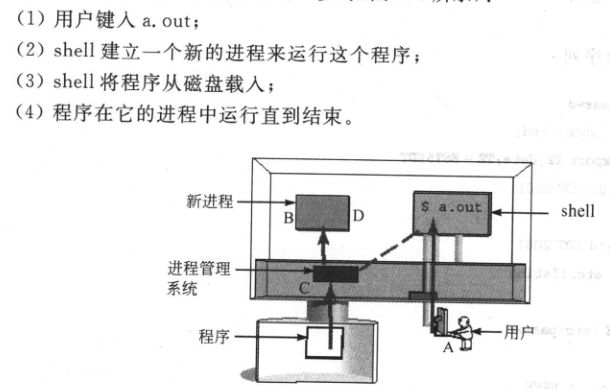 (1) 用户键入 a.out;
(2) shell 建立一个新的进程来运行这个程序;
(3) shell 将程序从磁盘载入;
(4) 程序在它的进程中运行直到结束。
新进程
B
D
$ a.out
shell
进程管理
系统
C
程序
A
用户